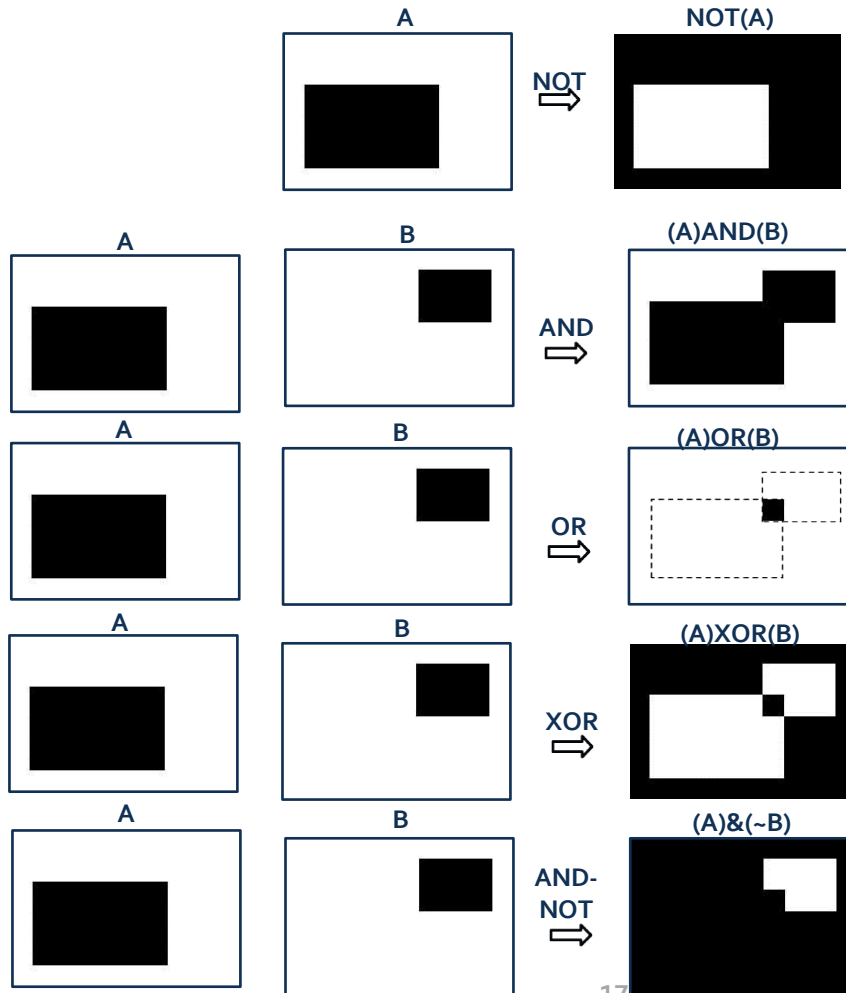 A
NOT(A)
NOT
A
B
(A)AND(B)
AND
A
B
(A)OR(B)
OR
A
B
(A)XOR(B)
XOR
A
B
(A)&(~B)
AND-
NOT
17